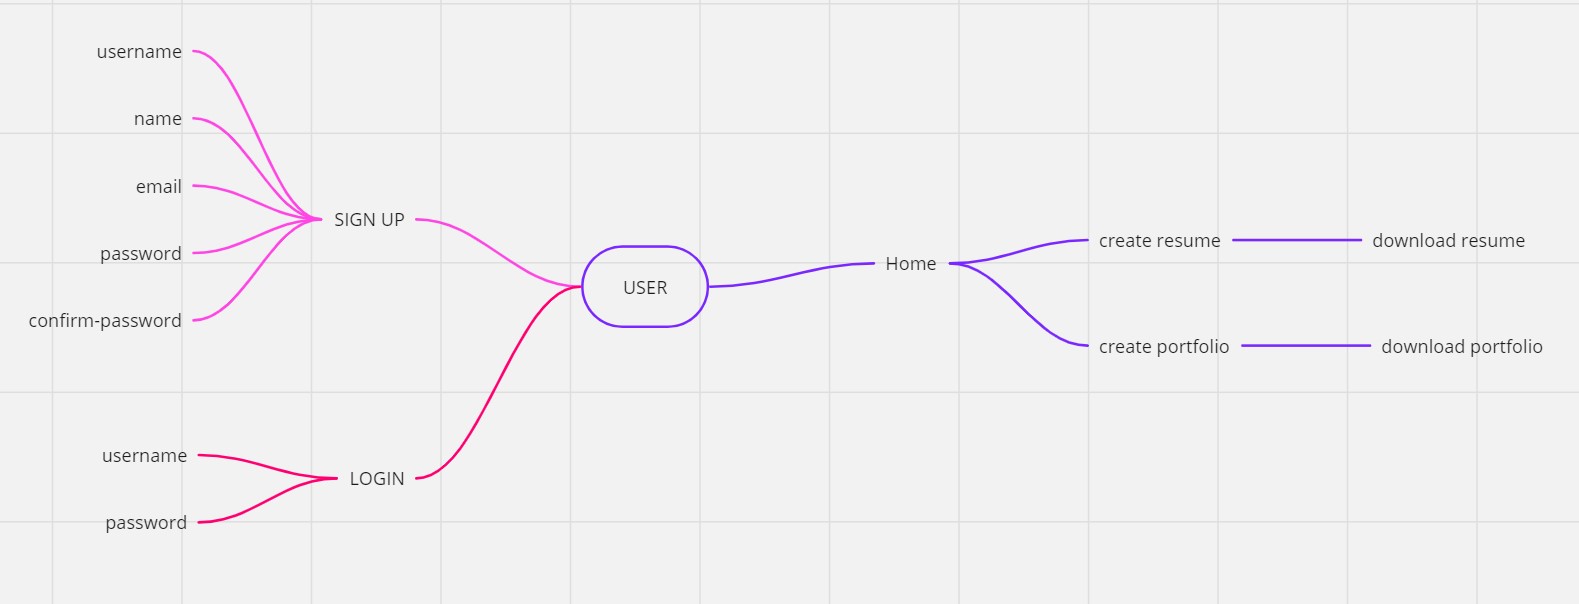 username
name
email
password
confirm-password
SIGN UP
username
password
LOGIN
USER
Home
create resume
download resume
create portfolio
download portfolio